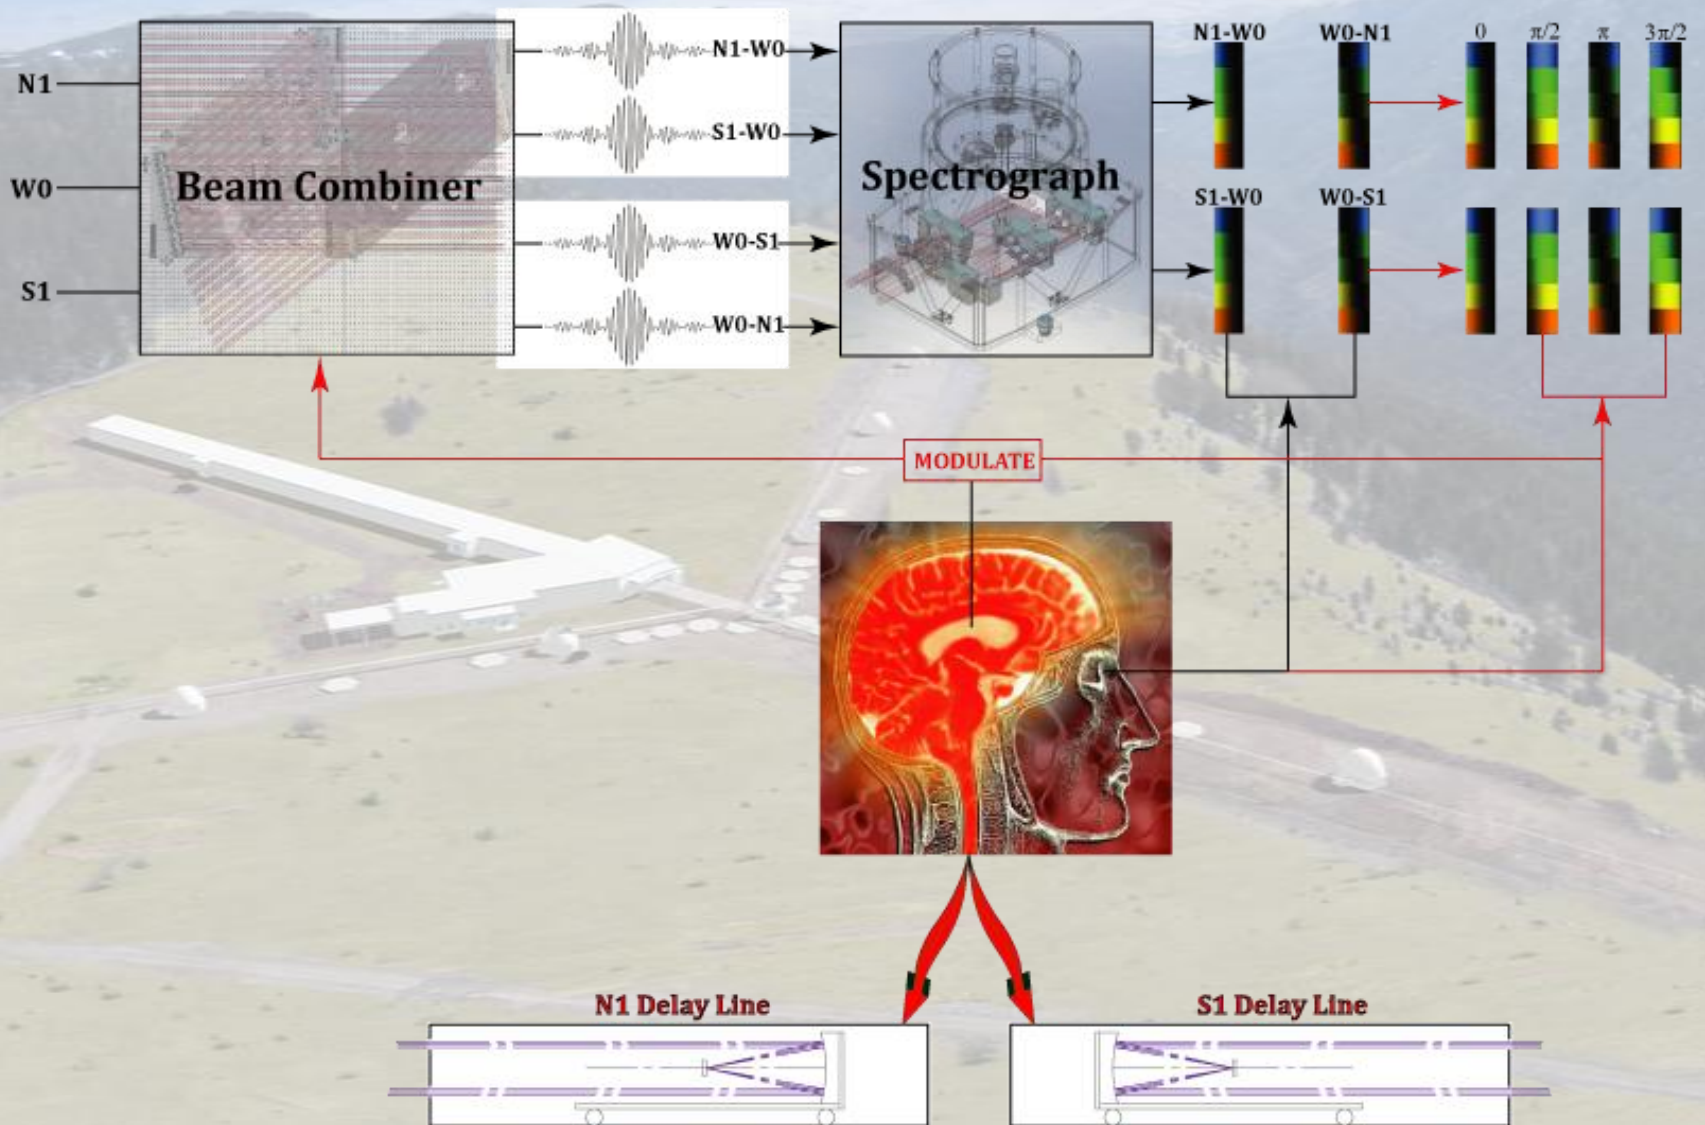 N1
W0
S1
Beam Combiner
N1-W0
S1-W0
W0-S1
W0-N1
Spectrograph
N1-W0 W0-N1 0 π/2 π 3π/2
S1-W0 W0-S1
MODULATE
N1 Delay Line
S1 Delay Line